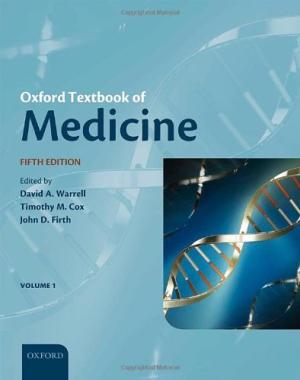 Oxford Textbook of
Medicine
FIFTH EDITION
Edited by
David A. Warrell
Timothy M. Cox
John D. Firth
VOLUME 1
OXFORD